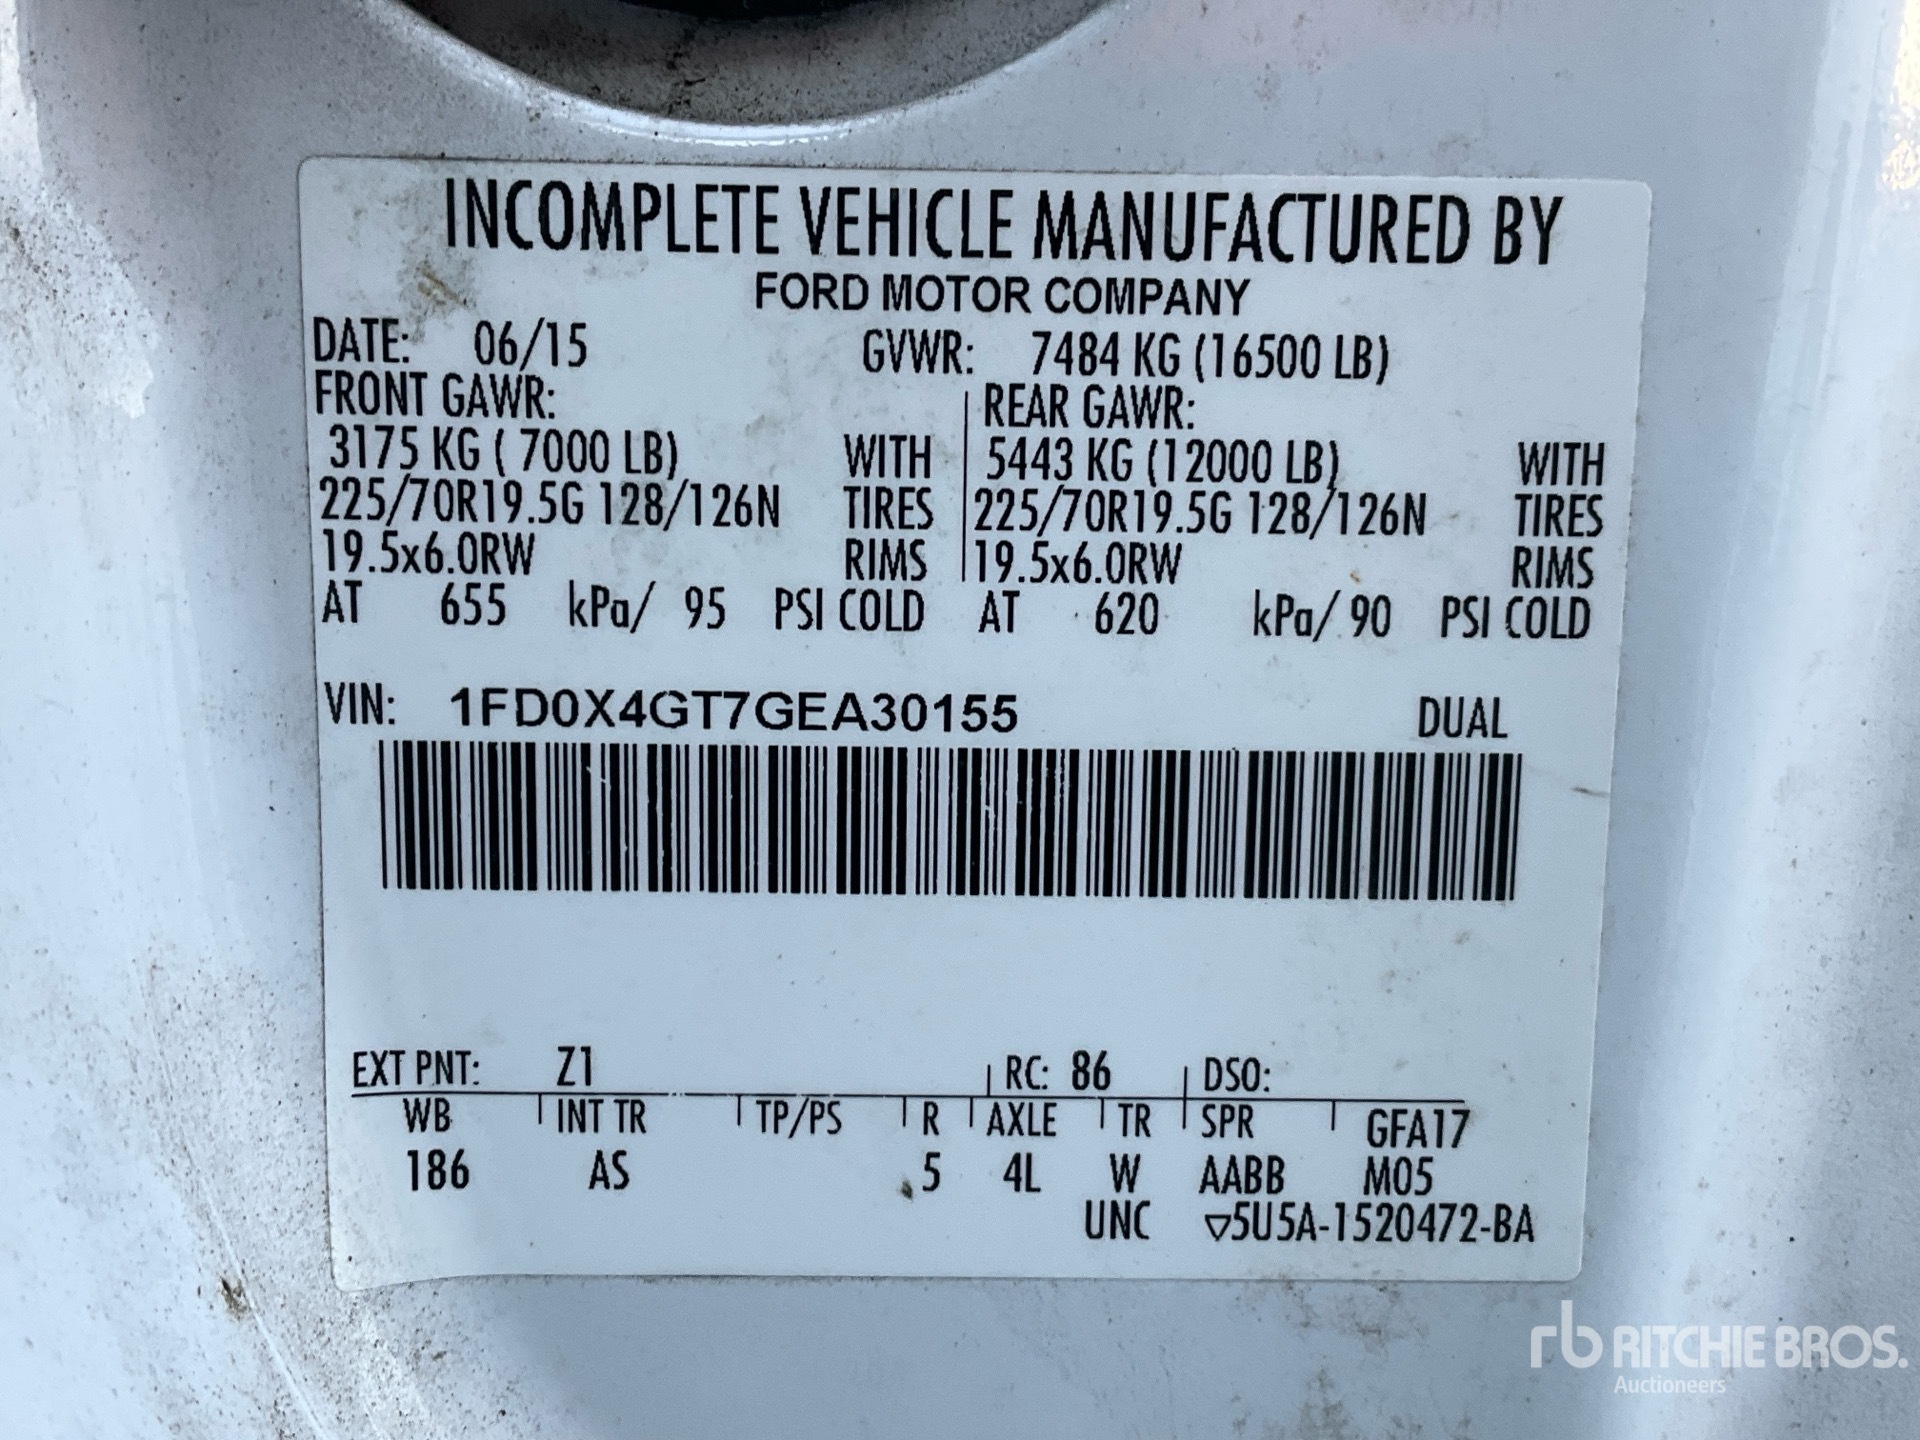 INCOMPLETE VEHICLE MANUFACTURED BY
FORD MOTOR COMPANY
DATE: 06/15 GVWR: 7484 KG (16500 LB)
FRONT GAWR: REAR GAWR:
3175 KG ( 7000 LB) WITH 5443 KG (12000 LB) WITH
225/70R19.5G 128/126N TIRES 225/70R19.5G 128/126N TIRES
19.5x6.0RW RIMS 19.5x6.0RW RIMS
AT 655 kPa/ 95 PSI COLD AT 620 kPa/ 90 PSI COLD
VIN: 1FD0X4GT7GEA30155 DUAL
EXT PNT: Z1 RC: 86 DSO:
WB INT TR TP/PS R AXLE TR SPR GFA17
186 AS 5 4L W AABB M05
UNC ▽5U5A-1520472-BA
rb RITCHIE BROS.
Auctioneers